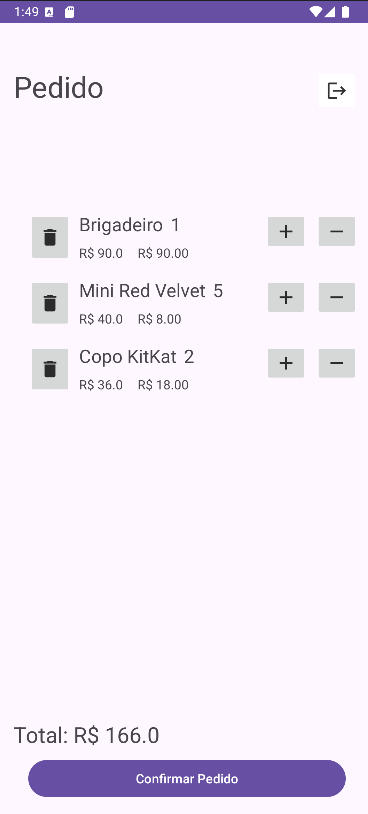 1:49
Pedido
Brigadeiro 1
R$ 90.0 R$ 90.00
Mini Red Velvet 5
R$ 40.0 R$ 8.00
Copo KitKat 2
R$ 36.0 R$ 18.00
Total: R$ 166.0
Confirmar Pedido